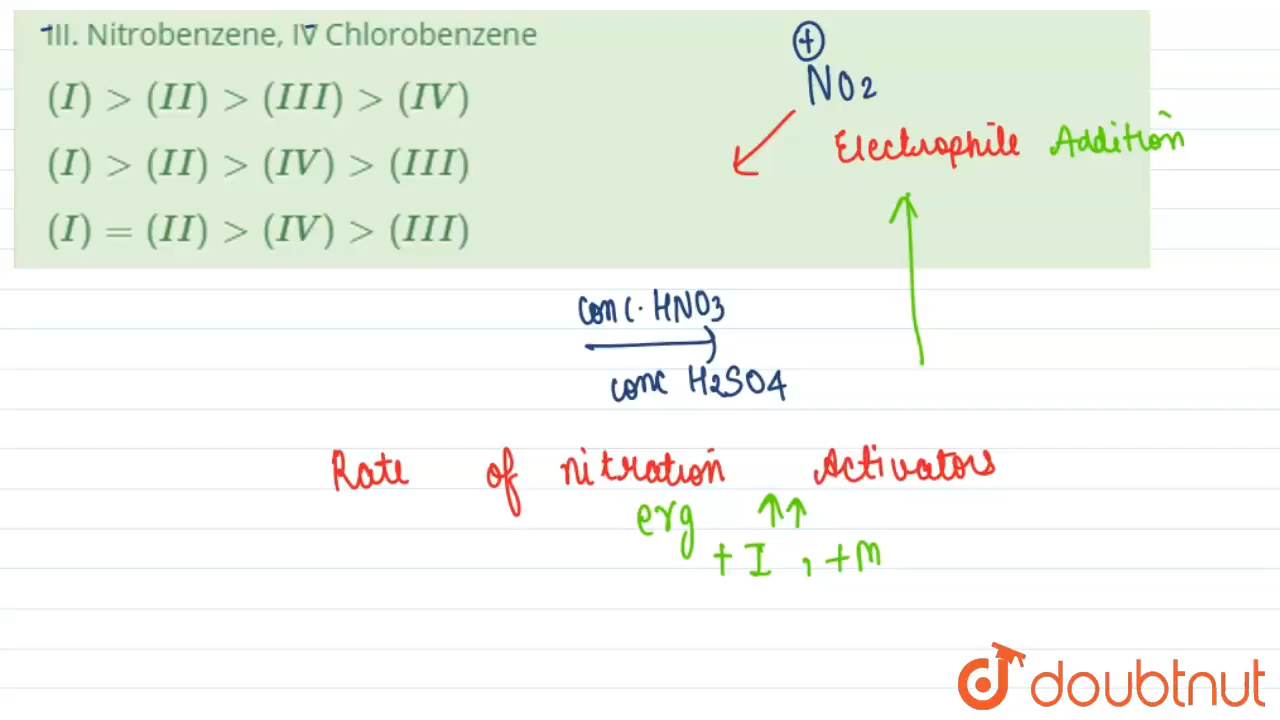 III. Nitrobenzene, IV Chlorobenzene
(I) > (II) > (III) > (IV)
(I) > (II) > (IV) > (III)
(I) = (II) > (IV) > (III)
⊕
NO2
Electrophile Addition
conc. HNO3
conc H2SO4
Rate of nitration Activators
erg ↑↑
+I, +M
doubtnut